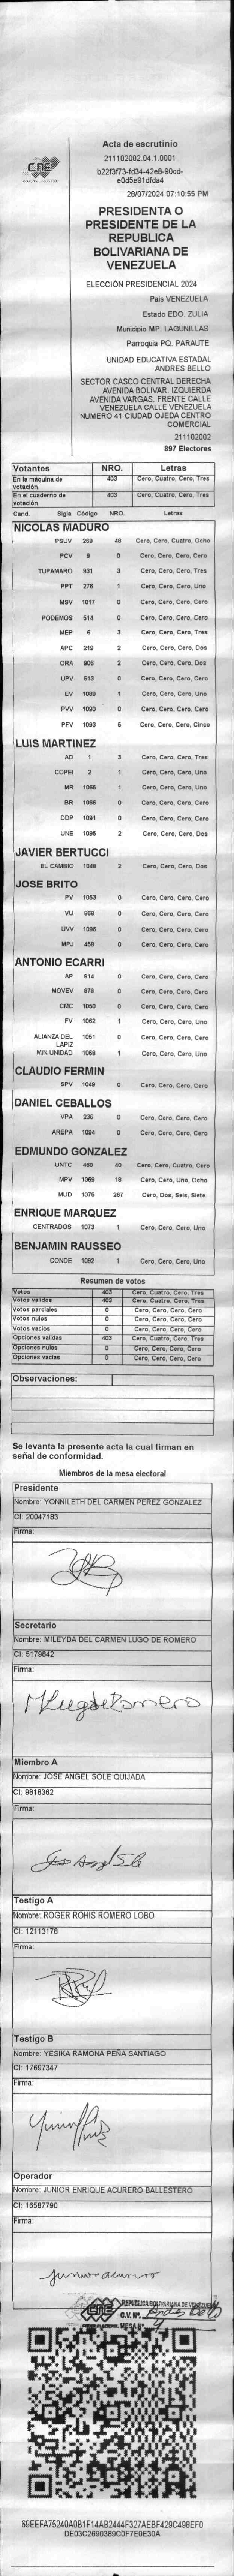 CNE
Acta de escrutinio
211102002.04.1.0001
b22f3f73-fd34-42e8-90cd-
e0d5e91dfda4
28/07/2024 07:10:55 PM
PRESIDENTA O
PRESIDENTE DE LA
REPUBLICA
BOLIVARIANA DE
VENEZUELA
ELECCIÓN PRESIDENCIAL 2024
Pais VENEZUELA
Estado EDO. ZULIA
Municipio MP. LAGUNILLAS
Parroquia PQ. PARAUTE
UNIDAD EDUCATIVA ESTADAL
ANDRES BELLO
SECTOR CASCO CENTRAL DERECHA
AVENIDA BOLIVAR. IZQUIERDA
AVENIDA VARGAS. FRENTE CALLE
VENEZUELA CALLE VENEZUELA
NUMERO 41 CIUDAD OJEDA CENTRO
COMERCIAL
211102002
897 Electores
Votantes NRO. Letras
En la máquina de votación 403 Cero, Cuatro, Cero, Tres
En el cuaderno de votación 403 Cero, Cuatro, Cero, Tres
Cand. Sigla Código NRO. Letras
NICOLAS MADURO
PSUV 269 48 Cero, Cero, Cuatro, Ocho
PCV 9 0 Cero, Cero, Cero, Cero
TUPAMARO 931 3 Cero, Cero, Cero, Tres
PPT 276 1 Cero, Cero, Cero, Uno
MSV 1017 0 Cero, Cero, Cero, Cero
PODEMOS 514 0 Cero, Cero, Cero, Cero
MEP 6 3 Cero, Cero, Cero, Tres
APC 219 2 Cero, Cero, Cero, Dos
ORA 906 2 Cero, Cero, Cero, Dos
UPV 513 0 Cero, Cero, Cero, Cero
EV 1089 1 Cero, Cero, Cero, Uno
PVV 1090 0 Cero, Cero, Cero, Cero
PFV 1093 5 Cero, Cero, Cero, Cinco
LUIS MARTINEZ
AD 1 3 Cero, Cero, Cero, Tres
COPEI 2 1 Cero, Cero, Cero, Uno
MR 1065 1 Cero, Cero, Cero, Uno
BR 1066 0 Cero, Cero, Cero, Cero
DDP 1091 0 Cero, Cero, Cero, Cero
UNE 1095 2 Cero, Cero, Cero, Dos
JAVIER BERTUCCI
EL CAMBIO 1048 2 Cero, Cero, Cero, Dos
JOSE BRITO
PV 1053 0 Cero, Cero, Cero, Cero
VU 968 0 Cero, Cero, Cero, Cero
UVV 1096 0 Cero, Cero, Cero, Cero
MPJ 459 0 Cero, Cero, Cero, Cero
ANTONIO ECARRI
AP 914 0 Cero, Cero, Cero, Cero
MOVEV 978 0 Cero, Cero, Cero, Cero
CMC 1050 0 Cero, Cero, Cero, Cero
FV 1062 1 Cero, Cero, Cero, Uno
ALIANZA DEL LAPIZ 1051 0 Cero, Cero, Cero, Cero
MIN UNIDAD 1068 1 Cero, Cero, Cero, Uno
CLAUDIO FERMIN
SPV 1049 0 Cero, Cero, Cero, Cero
DANIEL CEBALLOS
VPA 236 0 Cero, Cero, Cero, Cero
AREPA 1094 0 Cero, Cero, Cero, Cero
EDMUNDO GONZALEZ
UNTC 460 40 Cero, Cero, Cuatro, Cero
MPV 1069 18 Cero, Cero, Uno, Ocho
MUD 1075 267 Cero, Dos, Seis, Siete
ENRIQUE MARQUEZ
CENTRADOS 1073 1 Cero, Cero, Cero, Uno
BENJAMIN RAUSSEO
CONDE 1092 1 Cero, Cero, Cero, Uno
Resumen de votos
Votos 403 Cero, Cuatro, Cero, Tres
Votos validos 403 Cero, Cuatro, Cero, Tres
Votos parciales 0 Cero, Cero, Cero, Cero
Votos nulos 0 Cero, Cero, Cero, Cero
Votos vacios 0 Cero, Cero, Cero, Cero
Opciones validas 403 Cero, Cuatro, Cero, Tres
Opciones nulas 0 Cero, Cero, Cero, Cero
Opciones vacias 0 Cero, Cero, Cero, Cero
Observaciones:
Se levanta la presente acta la cual firman en
señal de conformidad.
Miembros de la mesa electoral
Presidente
Nombre: YONNILETH DEL CARMEN PEREZ GONZALEZ
CI: 20047183
Firma:
Secretario
Nombre: MILEYDA DEL CARMEN LUGO DE ROMERO
CI: 5179842
Firma:
MLugodeRomero
Miembro A
Nombre: JOSE ANGEL SOLE QUIJADA
CI: 9818362
Firma:
Jose Angel Sole
Testigo A
Nombre: ROGER ROHIS ROMERO LOBO
CI: 12113178
Firma:
Testigo B
Nombre: YESIKA RAMONA PEÑA SANTIAGO
CI: 17697347
Firma:
Operador
Nombre: JUNIOR ENRIQUE ACURERO BALLESTERO
CI: 16587790
Firma:
Junior acurero
CNE REPÚBLICA BOLIVARIANA DE VENEZUELA
C.V. Nº.
MESA Nº
69EEFA75240A0B1F14AB2444F327AEBF429C498EF0
DE03C2690389C0F7E0E30A